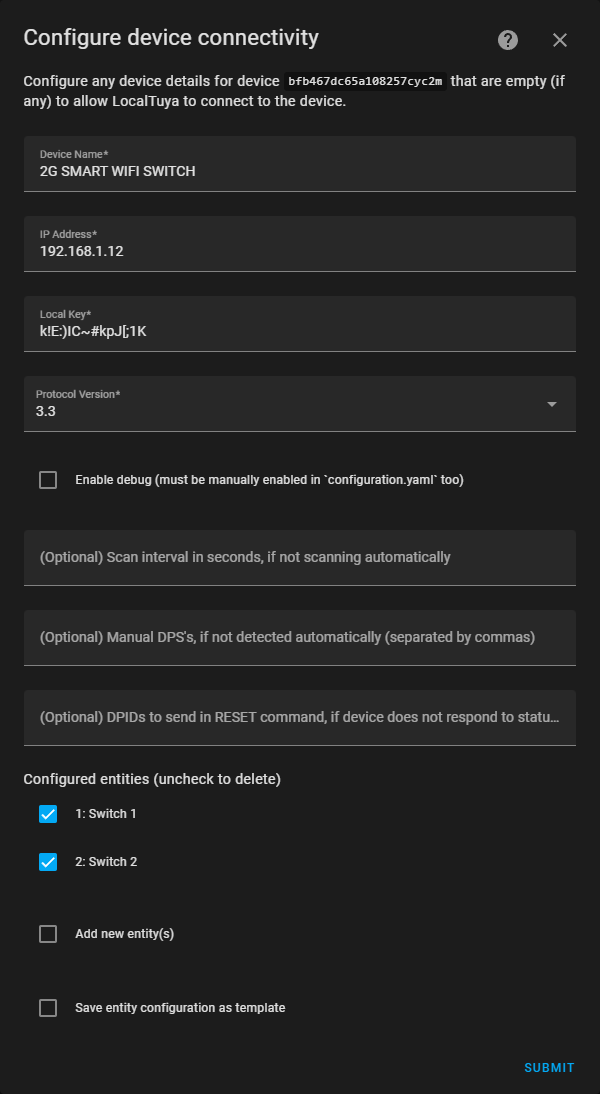 Configure device connectivity
Configure any device details for device bfb467dc65a108257cyc2m that are empty (if
any) to allow LocalTuya to connect to the device.
Device Name*
2G SMART WIFI SWITCH
IP Address*
192.168.1.12
Local Key*
k!E:)IC~#kpJ[;1K
Protocol Version*
3.3
Enable debug (must be manually enabled in `configuration.yaml` too)
(Optional) Scan interval in seconds, if not scanning automatically
(Optional) Manual DPS's, if not detected automatically (separated by commas)
(Optional) DPIDs to send in RESET command, if device does not respond to statu...
Configured entities (uncheck to delete)
1: Switch 1
2: Switch 2
Add new entity(s)
Save entity configuration as template
SUBMIT